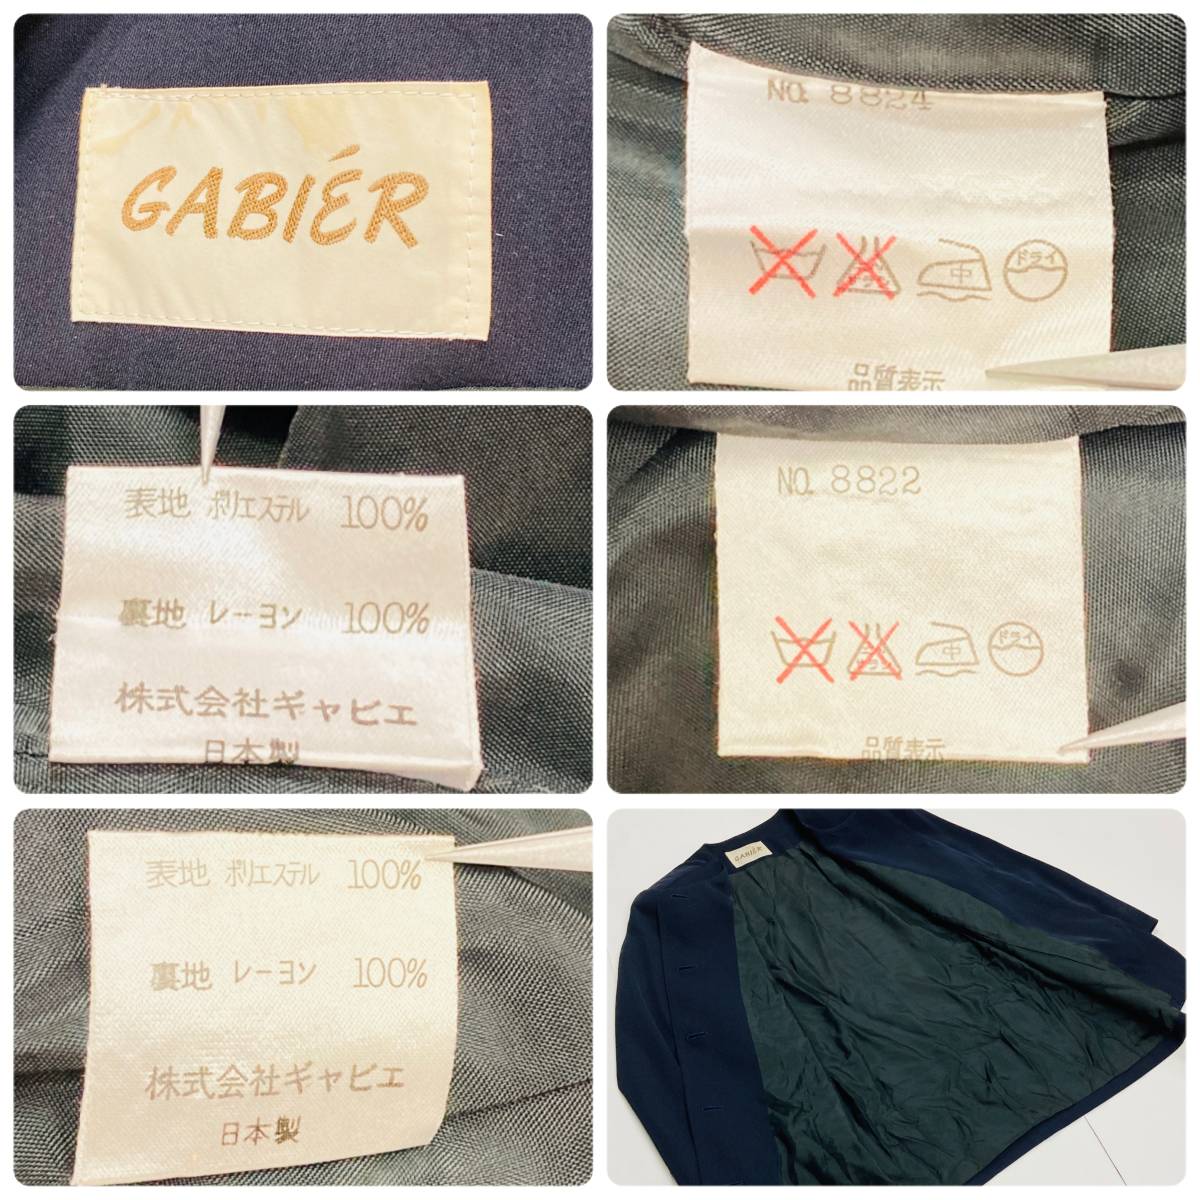 GABIÉR
NO. 8824
中 ドライ
品質表示
表地 ポリエステル 100%
裏地 レーヨン 100%
株式会社ギャビエ
日本製
NO. 8822
中 ドライ
品質表示
表地 ポリエステル 100%
裏地 レーヨン 100%
株式会社ギャビエ
日本製
GABIÉR